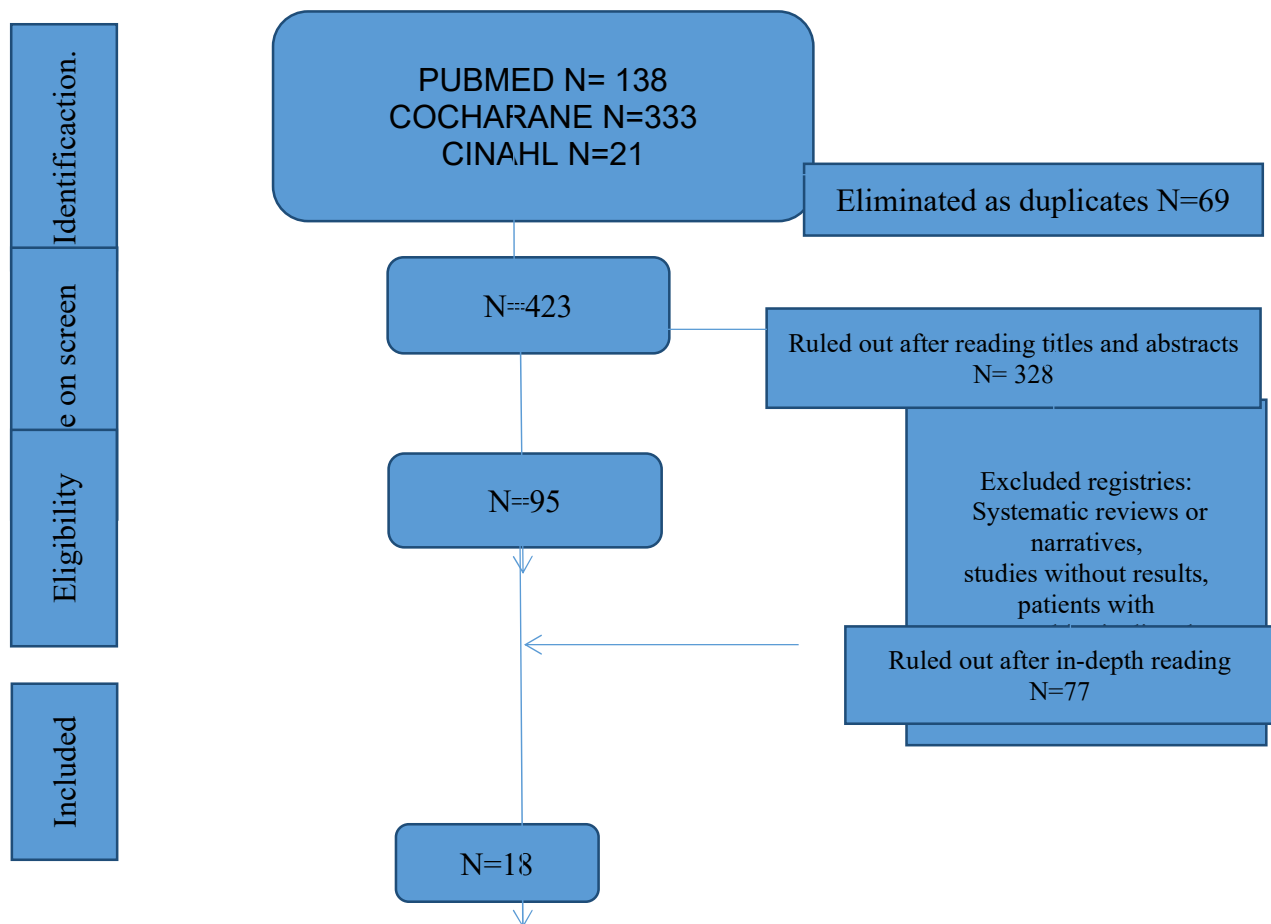 Identificaction.
PUBMED N= 138
COCHARANE N=333
CINAHL N=21
Eliminated as duplicates N=69
e on screen
N=423
Ruled out after reading titles and abstracts
N= 328
Eligibility
N=95
Excluded registries:
Systematic reviews or
narratives,
studies without results,
patients with
Ruled out after in-depth reading
N=77
Included
N=18